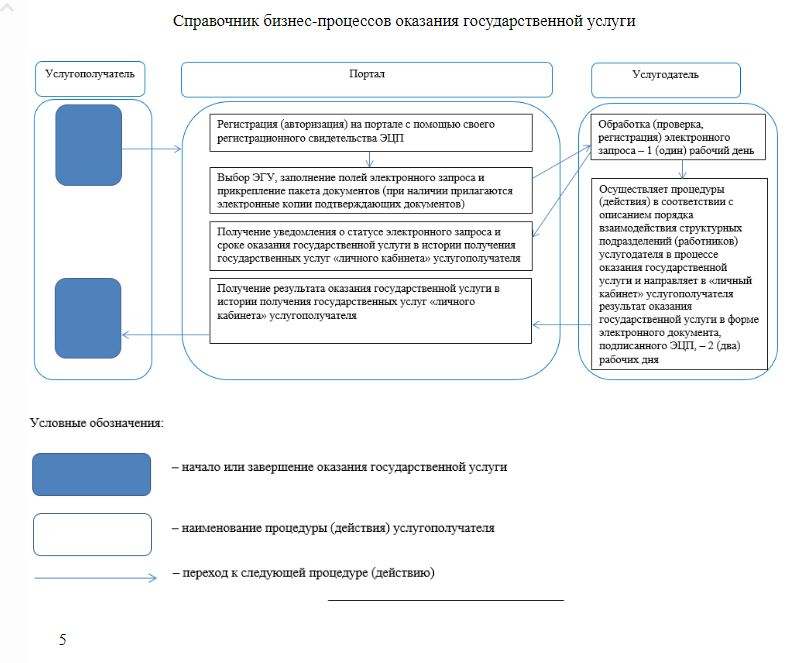 Справочник бизнес-процессов оказания государственной услуги
Услугополучатель
Портал
Услугодатель
Регистрация (авторизация) на портале с помощью своего
регистрационного свидетельства ЭЦП
Выбор ЭГУ, заполнение полей электронного запроса и
прикрепление пакета документов (при наличии прилагаются
электронные копии подтверждающих документов)
Получение уведомления о статусе электронного запроса и
сроке оказания государственной услуги в истории получения
государственных услуг «личного кабинета» услугополучателя
Получение результата оказания государственной услуги в
истории получения государственных услуг «личного
кабинета» услугополучателя
Обработка (проверка,
регистрация) электронного
запроса – 1 (один) рабочий день
Осуществляет процедуры
(действия) в соответствии с
описанием порядка
взаимодействия структурных
подразделений (работников)
услугодателя в процессе
оказания государственной
услуги и направляет в «личный
кабинет» услугополучателя
результат оказания
государственной услуги в форме
электронного документа,
подписанного ЭЦП, – 2 (два)
рабочих дня
Условные обозначения:
– начало или завершение оказания государственной услуги
– наименование процедуры (действия) услугополучателя
– переход к следующей процедуре (действию)
5